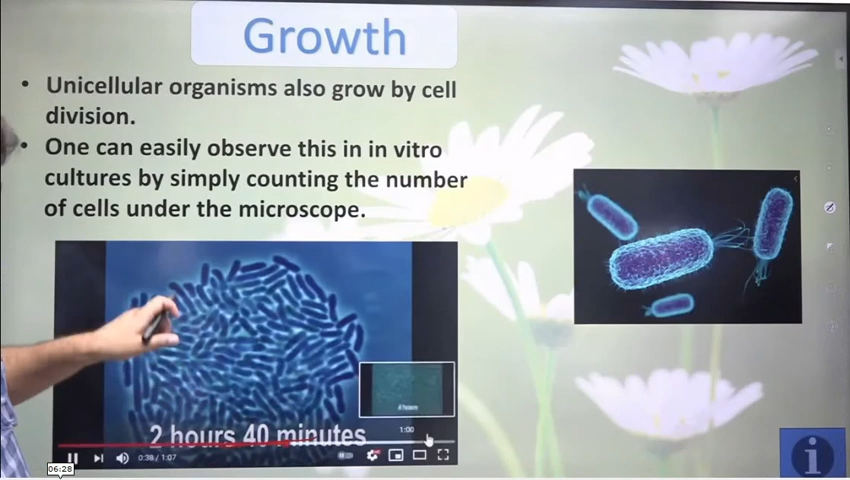 Growth
• Unicellular organisms also grow by cell
division.
• One can easily observe this in in vitro
cultures by simply counting the number
of cells under the microscope.
2 hours 40 minutes
1:00
0:38 / 1:07
06:28
i